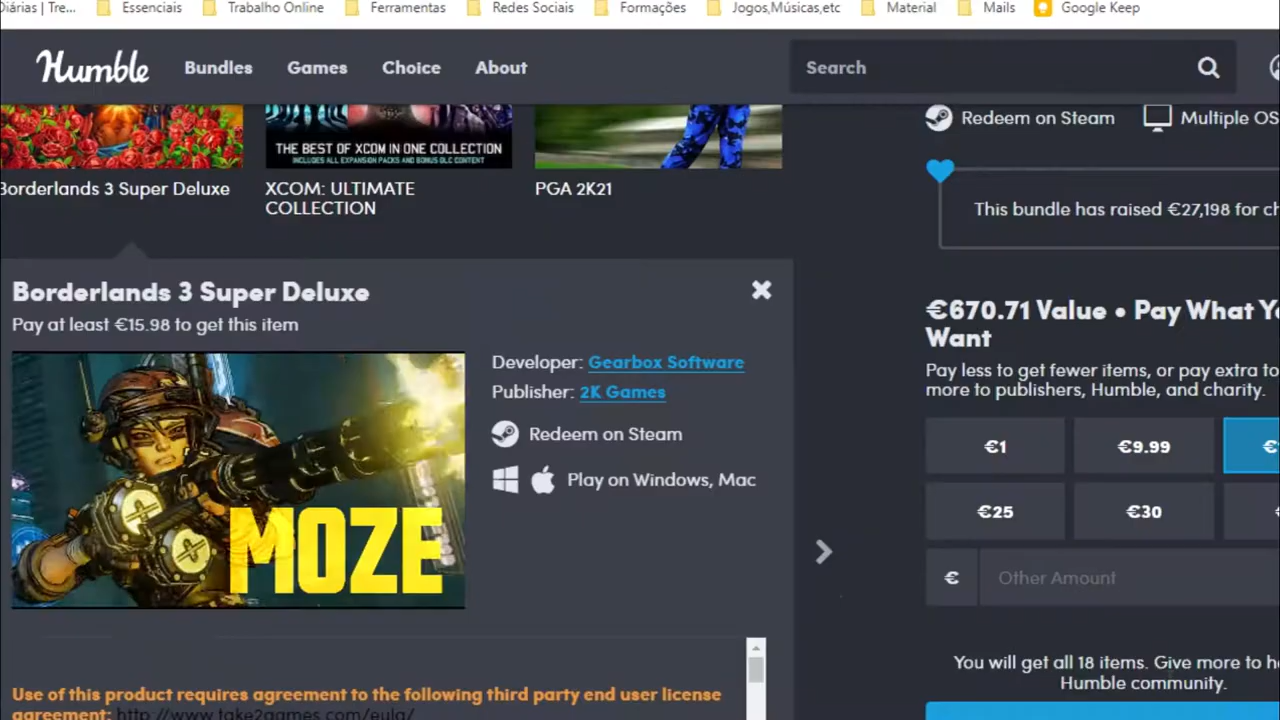 Diárias | Tre...
Essenciais
Trabalho Online
Ferramentas
Redes Sociais
Formações
Jogos,Músicas,etc
Material
Mails
Google Keep
Humble
Bundles
Games
Choice
About
Search
THE BEST OF XCOM IN ONE COLLECTION
INCLUDES ALL EXPANSION PACKS AND BONUS DLC CONTENT
Borderlands 3 Super Deluxe
XCOM: ULTIMATE
COLLECTION
PGA 2K21
Redeem on Steam
Multiple OS
This bundle has raised €27,198 for ch
Borderlands 3 Super Deluxe
Pay at least €15.98 to get this item
MOZE
Developer: Gearbox Software
Publisher: 2K Games
Redeem on Steam
Play on Windows, Mac
Use of this product requires agreement to the following third party end user license
agreement: http://www.take2games.com/eula/
€670.71 Value • Pay What Yo
Want
Pay less to get fewer items, or pay extra to
more to publishers, Humble, and charity.
€1
€9.99
€
€25
€30
€
€
Other Amount
You will get all 18 items. Give more to he
Humble community.